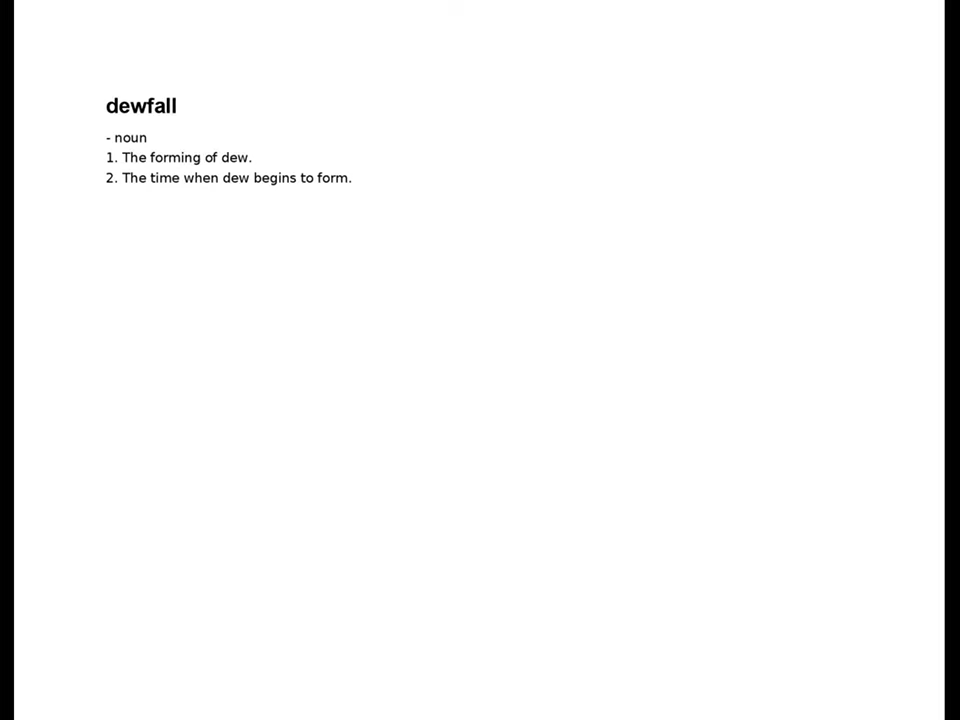 dewfall
- noun
1. The forming of dew.
2. The time when dew begins to form.